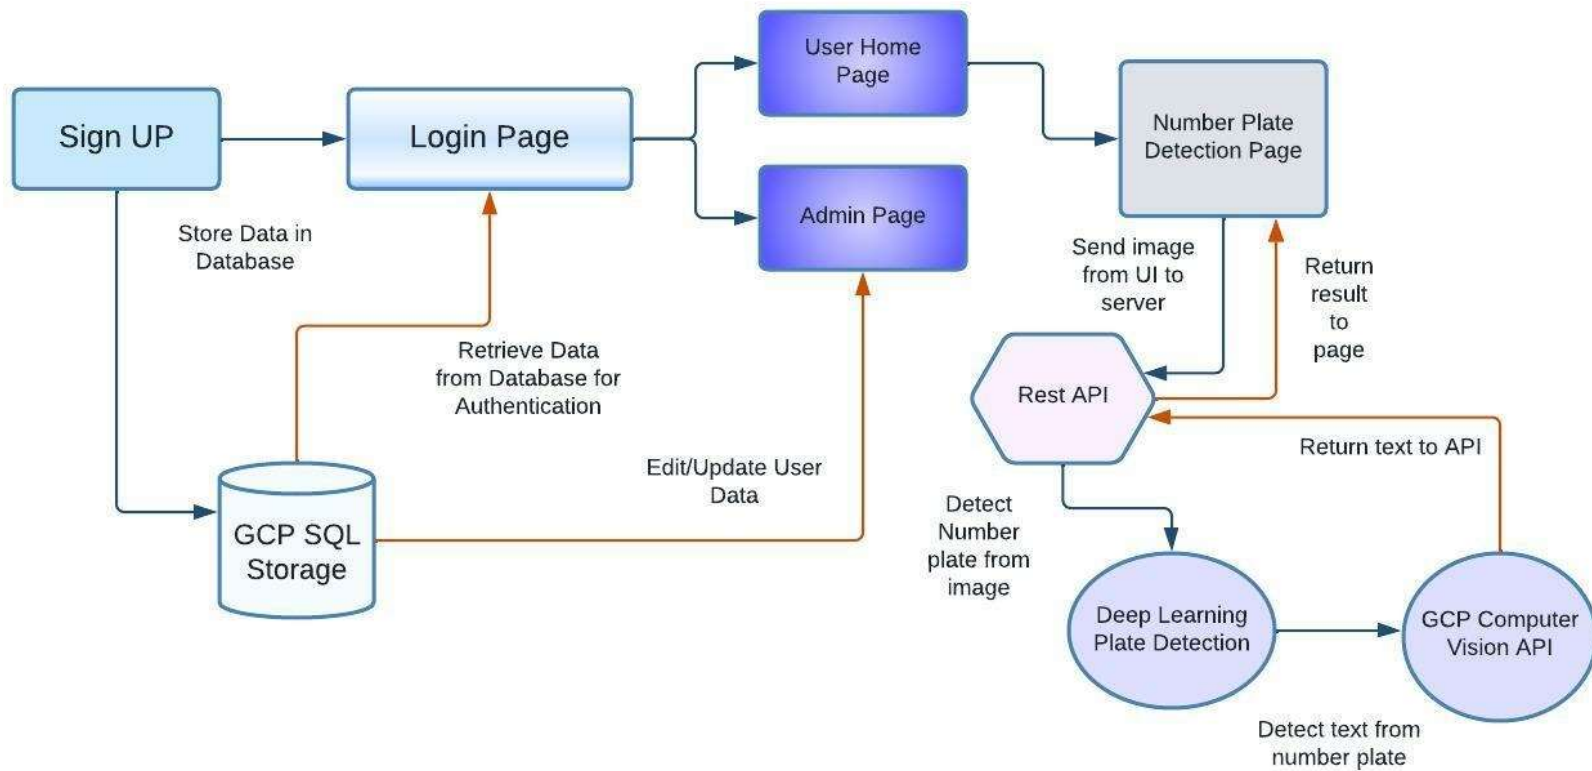 User Home
Page
Sign UP
Login Page
Number Plate
Detection Page
Admin Page
Store Data in
Database
Send image
from UI to
server
Return
result
to
page
Retrieve Data
from Database for
Authentication
Rest API
Return text to API
Edit/Update User
Data
GCP SQL
Storage
Detect
Number
plate from
image
Deep Learning
Plate Detection
GCP Computer
Vision API
Detect text from
number plate